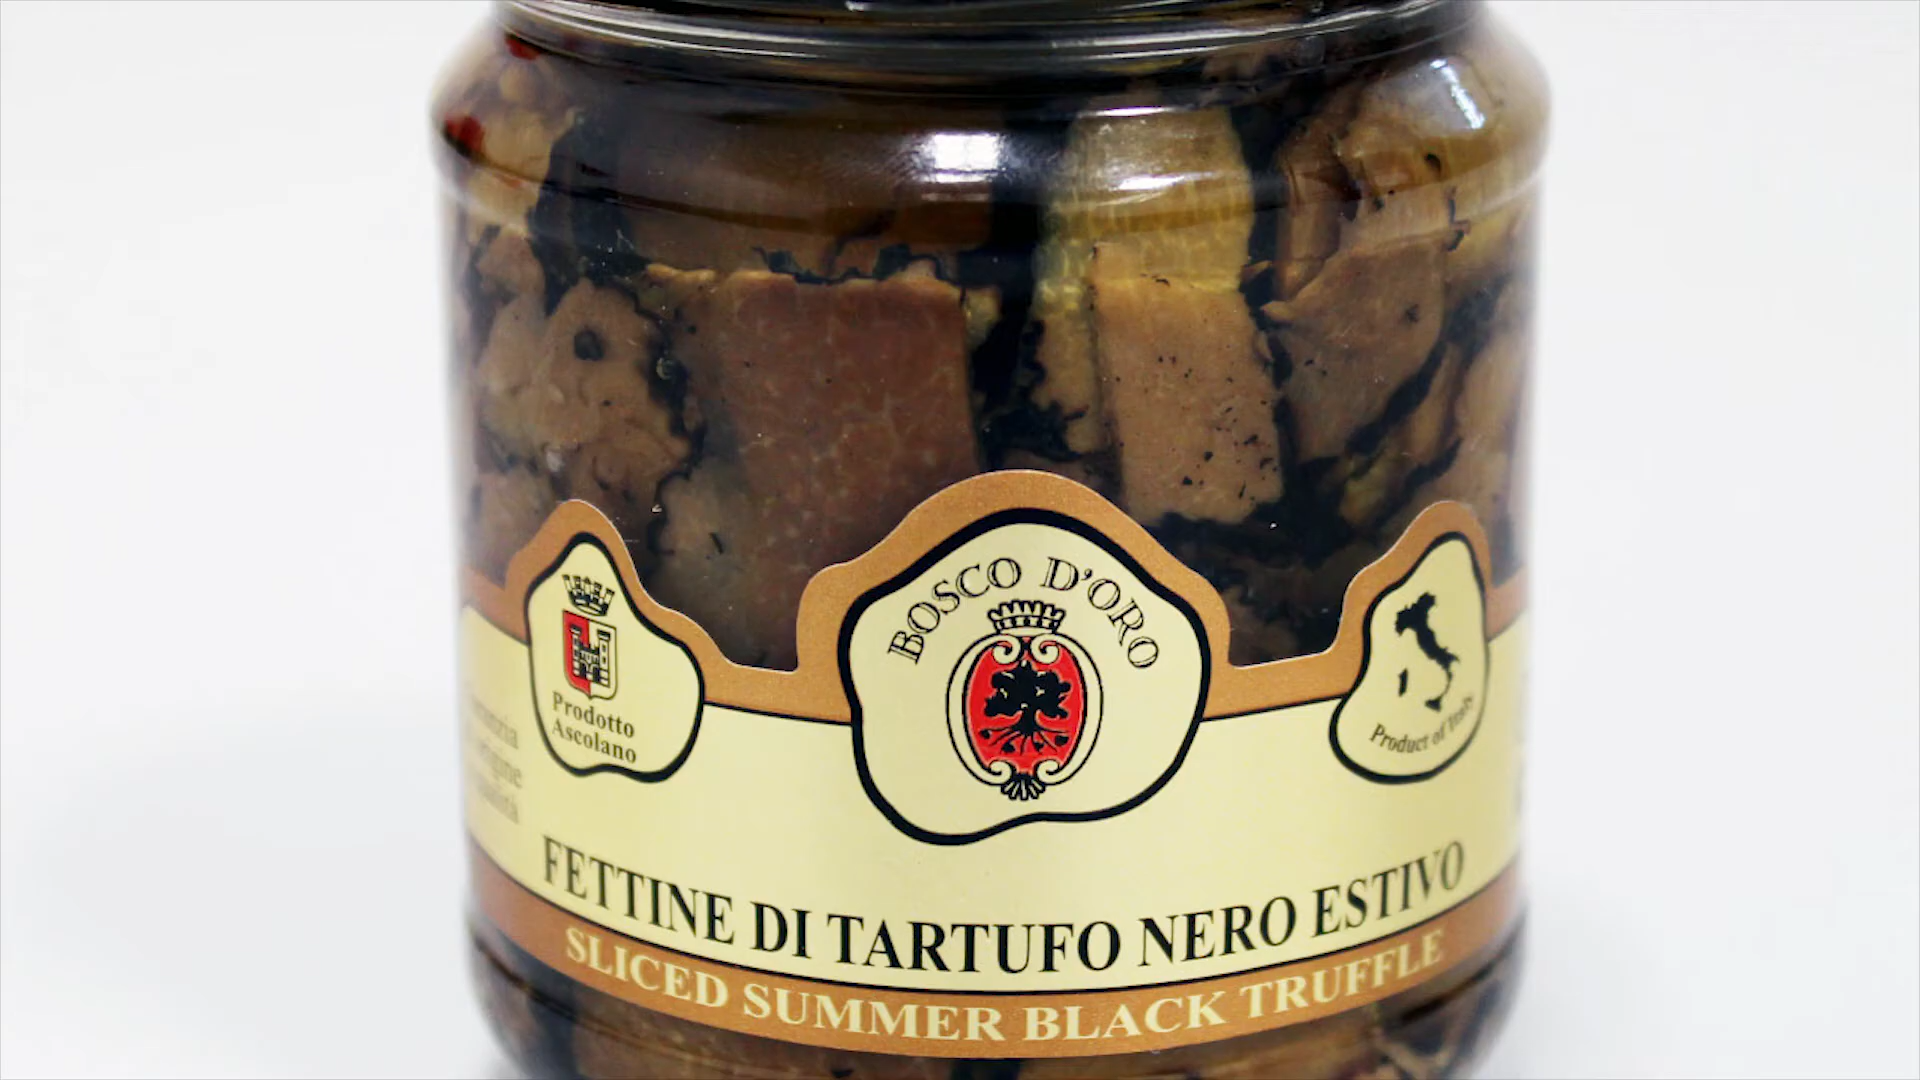 BOSCO D'ORO
Prodotto
Ascolano
Product of Italy
FETTINE DI TARTUFO NERO ESTIVO
SLICED SUMMER BLACK TRUFFLE